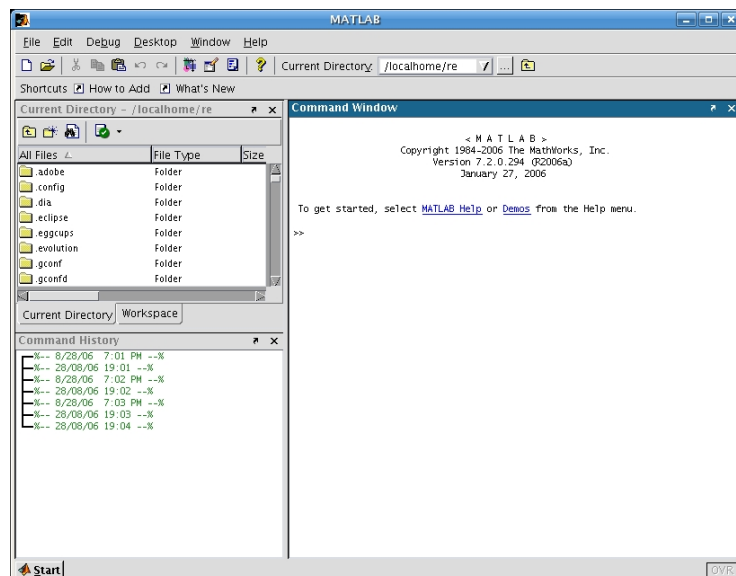 MATLAB
File Edit Debug Desktop Window Help
Current Directory: /localhome/re ...
Shortcuts How to Add What's New
Current Directory - /localhome/re
All Files File Type Size
.adobe Folder
.config Folder
.dia Folder
.eclipse Folder
.eggcups Folder
.evolution Folder
.gconf Folder
.gconfd Folder
Current Directory Workspace
Command History
%-- 8/28/06 7:01 PM --%
%-- 28/08/06 19:01 --%
%-- 8/28/06 7:02 PM --%
%-- 28/08/06 19:02 --%
%-- 8/28/06 7:03 PM --%
%-- 28/08/06 19:03 --%
%-- 28/08/06 19:04 --%
Command Window
< M A T L A B >
Copyright 1984-2006 The MathWorks, Inc.
Version 7.2.0.294 (R2006a)
January 27, 2006
To get started, select MATLAB Help or Demos from the Help menu.
>>
Start
OVR